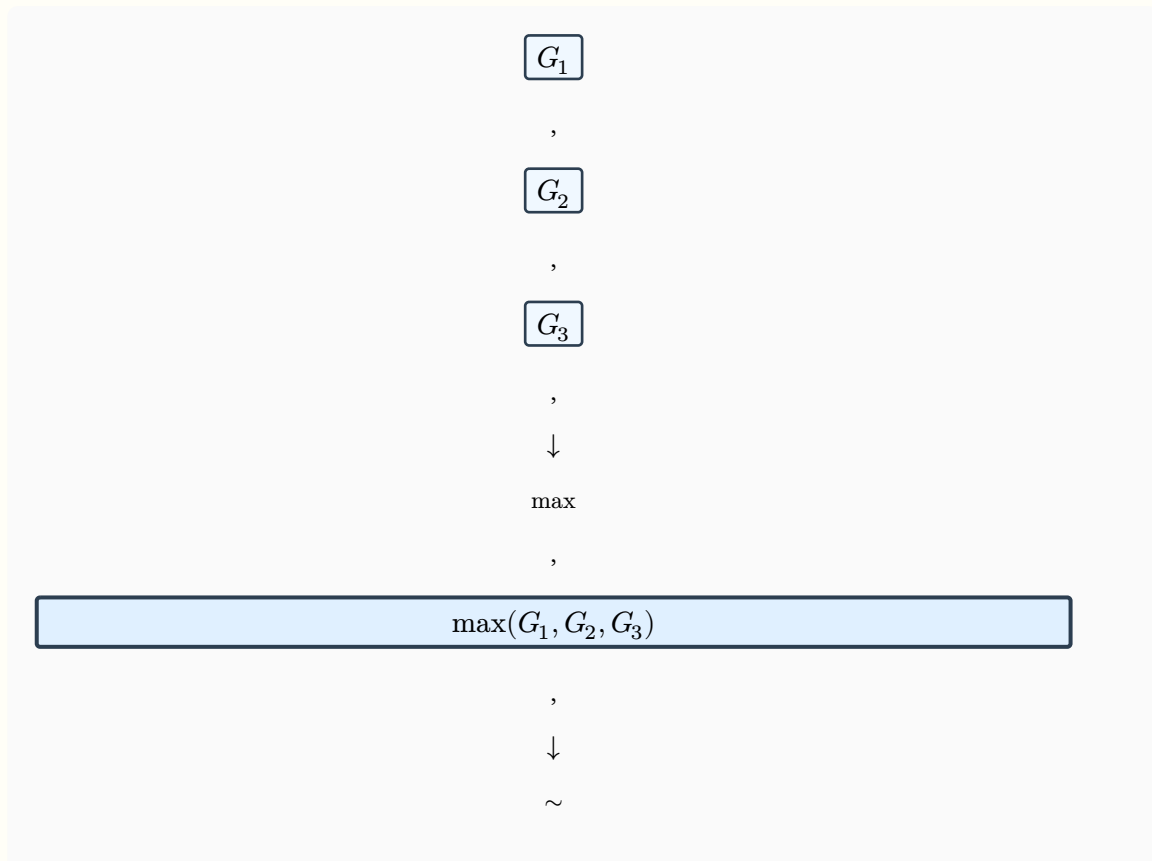 G₁
,
G₂
,
G₃
,
↓
max
,
max(G₁, G₂, G₃)
,
↓
∼